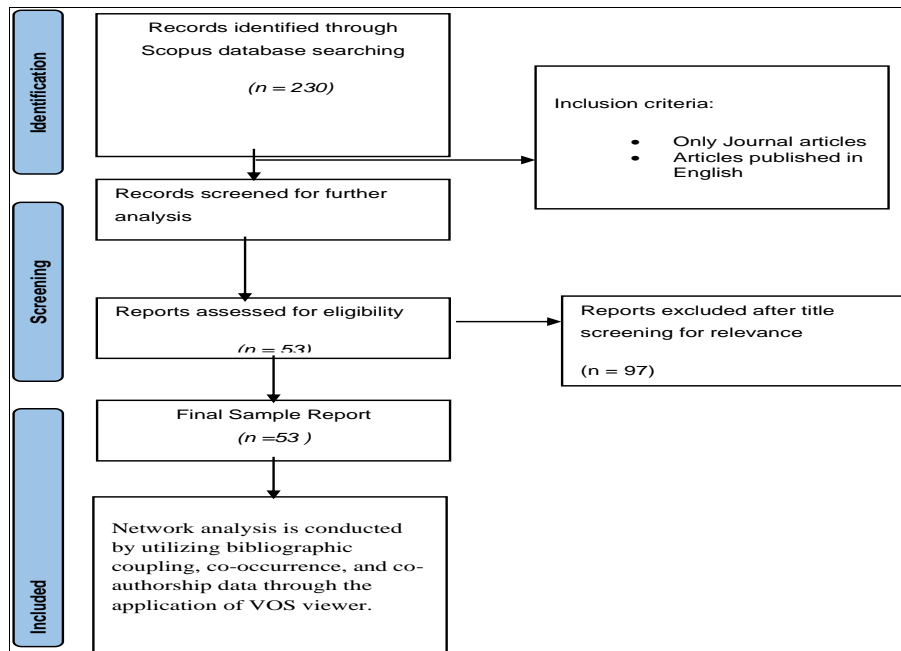 Identification
Records identified through
Scopus database searching
(n = 230)
Inclusion criteria:
• Only Journal articles
• Articles published in
English
Records screened for further
analysis
Screening
Reports assessed for eligibility
(n = 53)
Reports excluded after title
screening for relevance
(n = 97)
Included
Final Sample Report
(n =53 )
Network analysis is conducted
by utilizing bibliographic
coupling, co-occurrence, and co-
authorship data through the
application of VOS viewer.